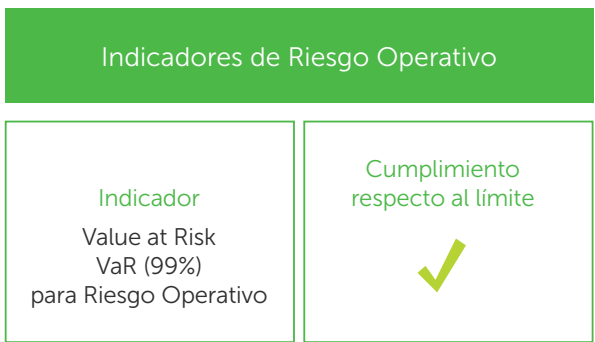 Indicadores de Riesgo Operativo
Indicador
Value at Risk
VaR (99%)
para Riesgo Operativo
Cumplimiento
respecto al límite